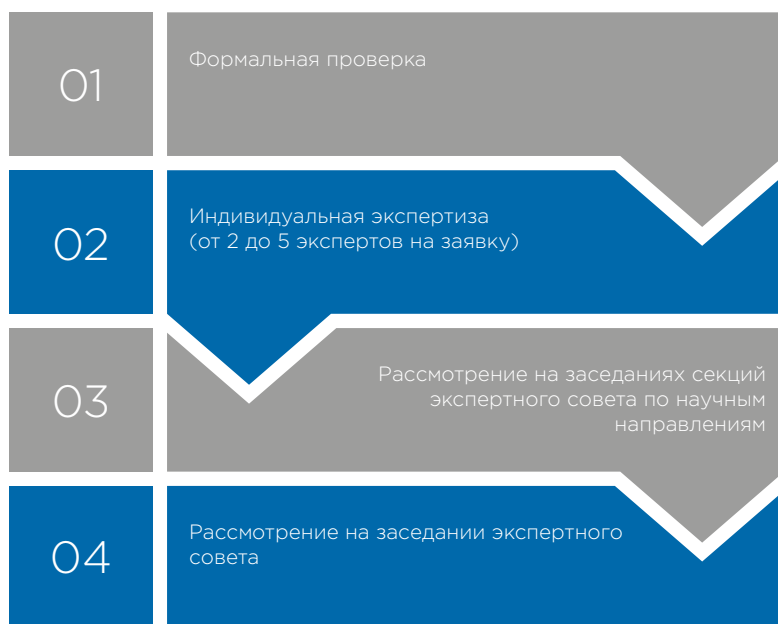 01
Формальная проверка
02
Индивидуальная экспертиза
(от 2 до 5 экспертов на заявку)
03
Рассмотрение на заседаниях секций
экспертного совета по научным
направлениям
04
Рассмотрение на заседании экспертного
совета